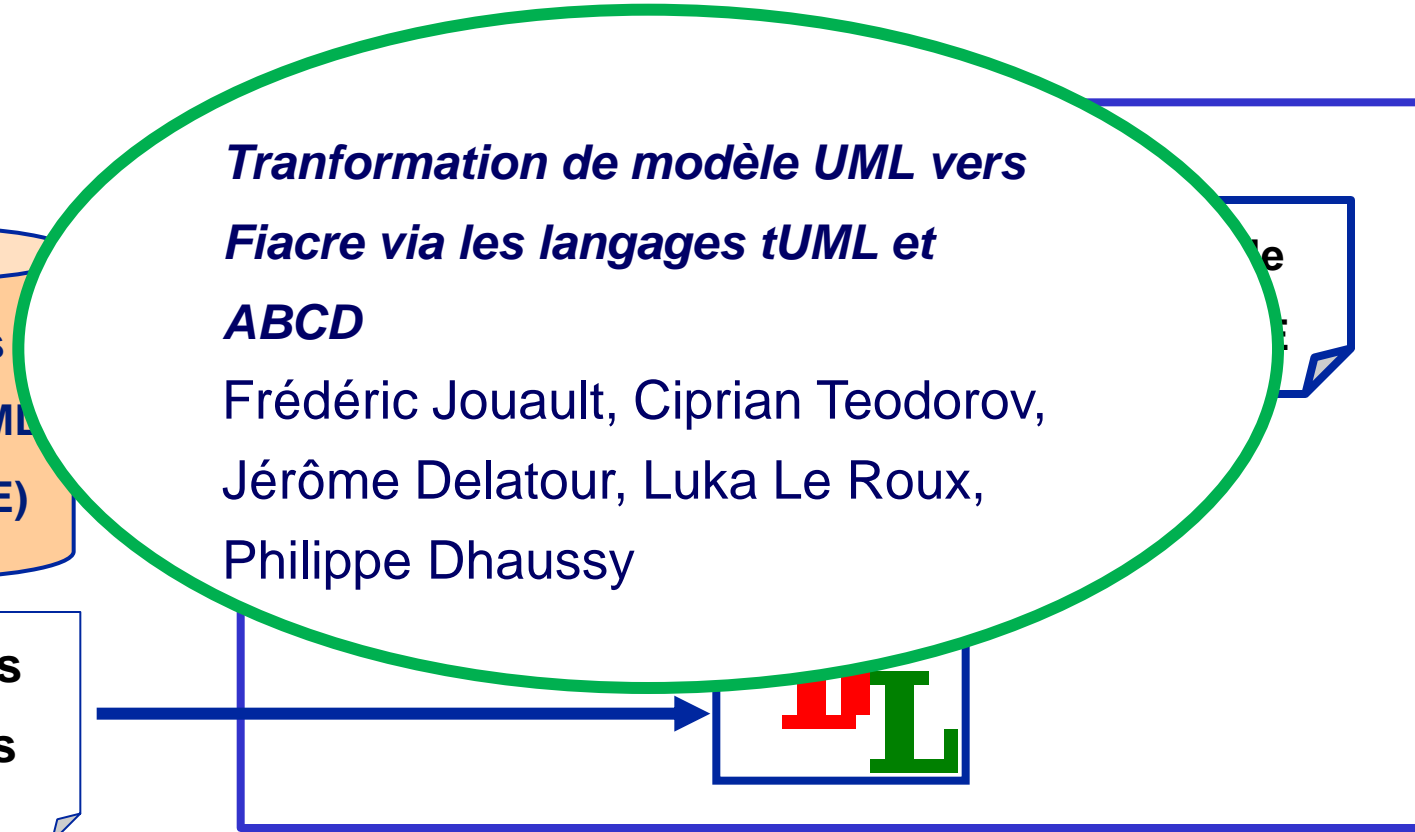 Tranformation de modèle UML vers
Fiacre via les langages tUML et
ABCD
Frédéric Jouault, Ciprian Teodorov,
Jérôme Delatour, Luka Le Roux,
Philippe Dhaussy